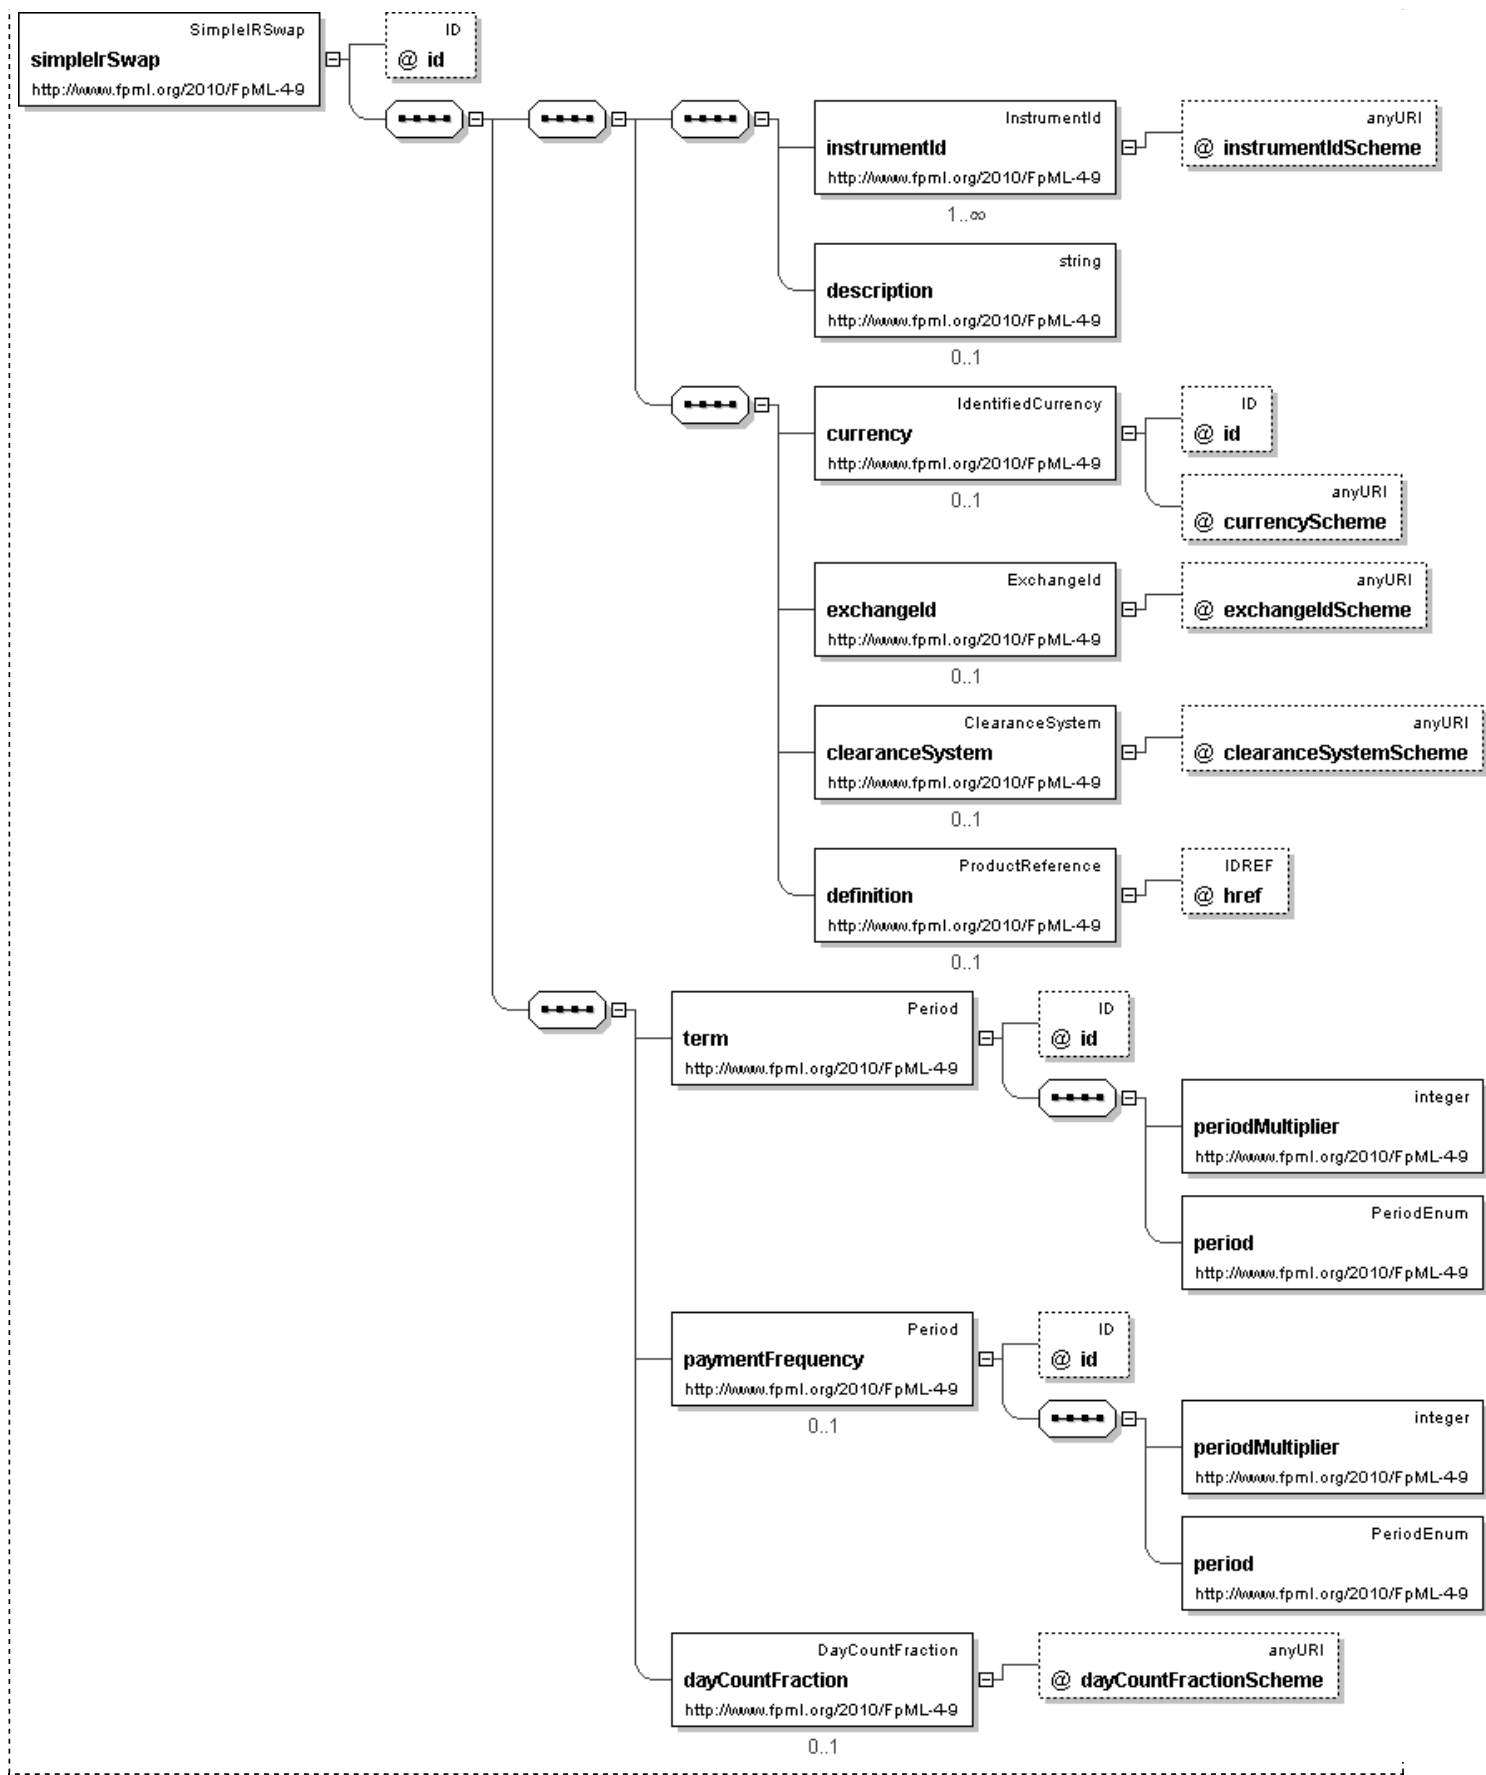 SimpleIRSwap
simpleIrSwap
http://www.fpml.org/2010/FpML-4-9
ID
@ id
InstrumentId
instrumentId
http://www.fpml.org/2010/FpML-4-9
1..∞
anyURI
@ instrumentIdScheme
string
description
http://www.fpml.org/2010/FpML-4-9
0..1
IdentifiedCurrency
currency
http://www.fpml.org/2010/FpML-4-9
0..1
ID
@ id
anyURI
@ currencyScheme
ExchangeId
exchangeId
http://www.fpml.org/2010/FpML-4-9
0..1
anyURI
@ exchangeIdScheme
ClearanceSystem
clearanceSystem
http://www.fpml.org/2010/FpML-4-9
0..1
anyURI
@ clearanceSystemScheme
ProductReference
definition
http://www.fpml.org/2010/FpML-4-9
0..1
IDREF
@ href
Period
term
http://www.fpml.org/2010/FpML-4-9
ID
@ id
integer
periodMultiplier
http://www.fpml.org/2010/FpML-4-9
PeriodEnum
period
http://www.fpml.org/2010/FpML-4-9
Period
paymentFrequency
http://www.fpml.org/2010/FpML-4-9
0..1
ID
@ id
integer
periodMultiplier
http://www.fpml.org/2010/FpML-4-9
PeriodEnum
period
http://www.fpml.org/2010/FpML-4-9
DayCountFraction
dayCountFraction
http://www.fpml.org/2010/FpML-4-9
0..1
anyURI
@ dayCountFractionScheme